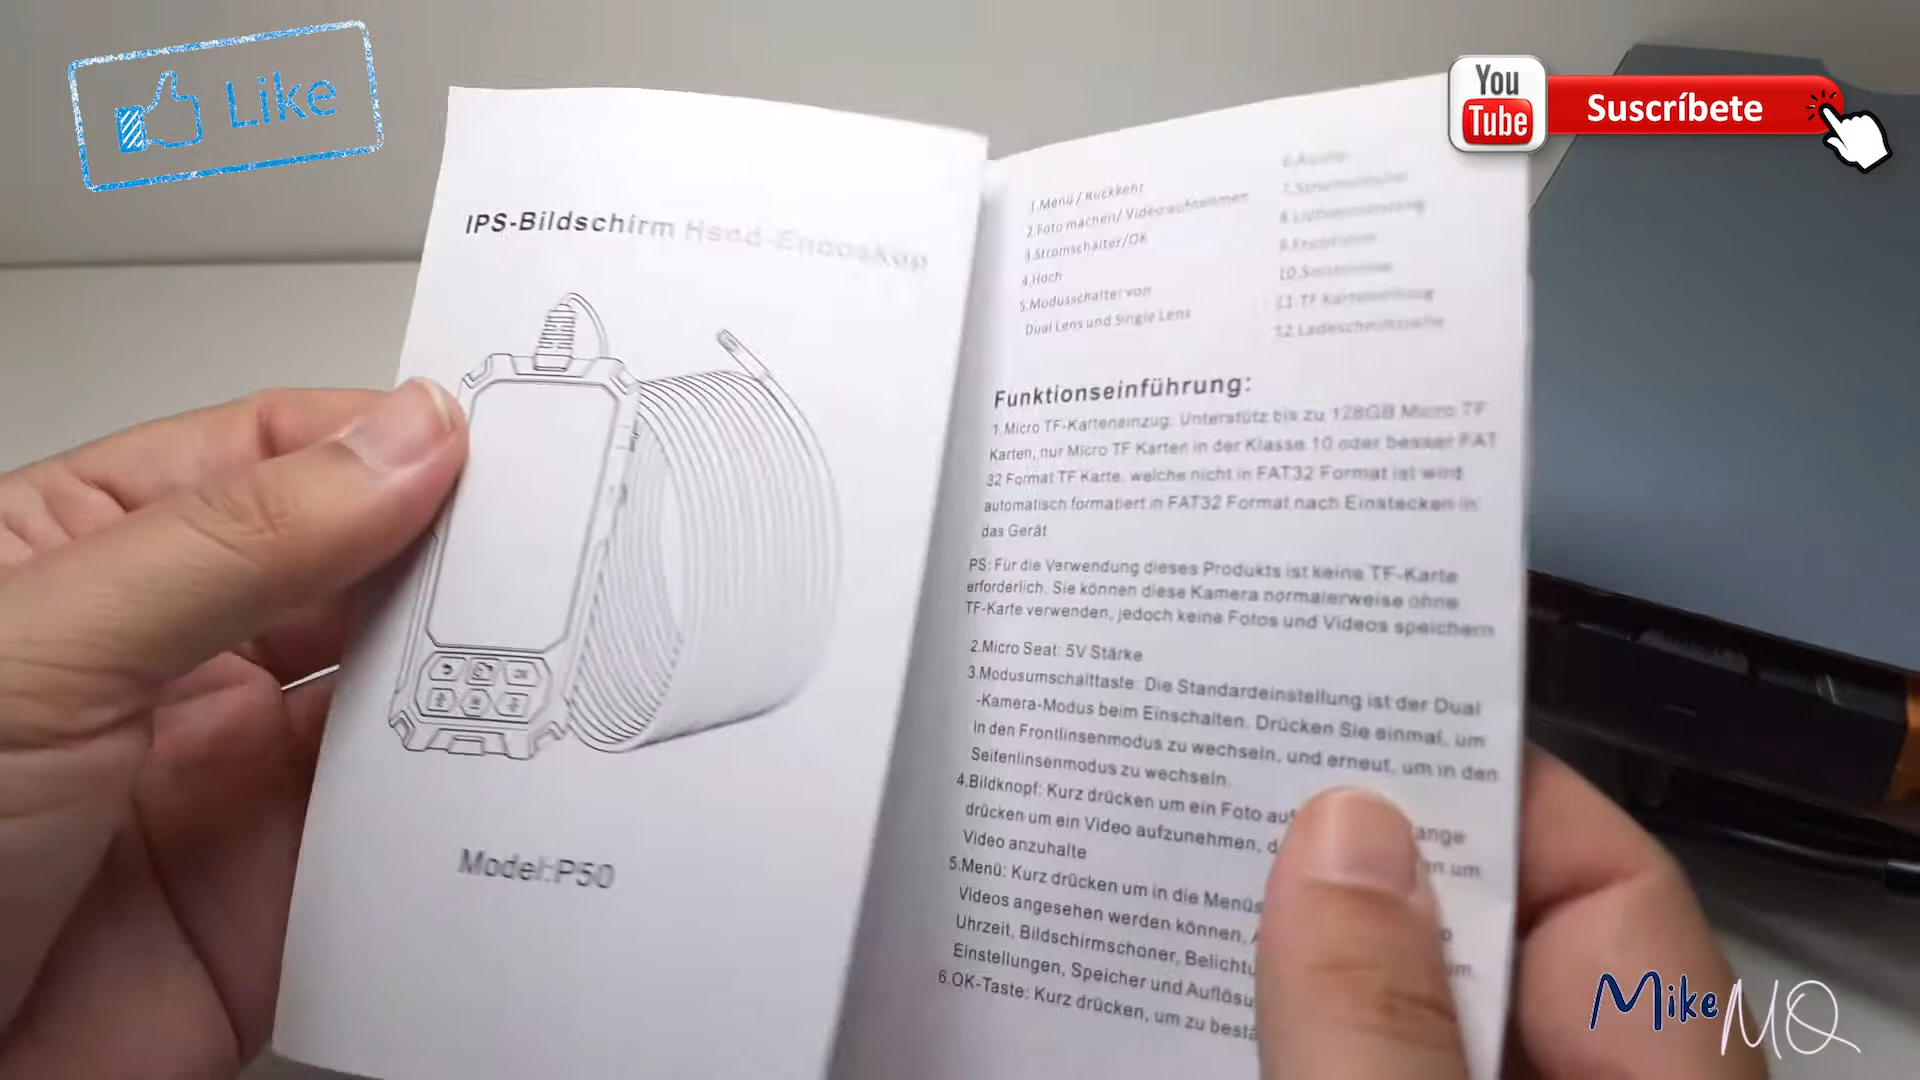 Like
You
Tube
Suscríbete
IPS-Bildschirm
Model:P50
1.Menü / Rückkehr
2.Foto machen/ Video aufnehmen
3.Stromschalter/OK
4.Hoch
5.Modusschalter von
Dual Lens und Single Lens
11.TF
12.Ladeschnittstelle
Funktionseinführung:
1.Micro TF-Karteneinzug: Unterstütz bis zu 128GB Micro TF
Karten, nur Micro TF Karten in der Klasse 10 oder besser FAT
32 Format TF Karte, welche nicht in FAT32 Format ist wird
automatisch formatiert in FAT32 Format nach Einstecken in
das Gerät
PS: Für die Verwendung dieses Produkts ist keine TF-Karte
erforderlich. Sie können diese Kamera normalerweise ohne
TF-Karte verwenden, jedoch keine Fotos und Videos speichern
2.Micro Seat: 5V Stärke
3.Modusumschalttaste: Die Standardeinstellung ist der Dual
-Kamera-Modus beim Einschalten. Drücken Sie einmal, um
in den Frontlinsenmodus zu wechseln, und erneut, um in den
Seitenlinsenmodus zu wechseln.
4.Bildknopf: Kurz drücken um ein Foto
drücken um ein Video aufzunehmen, um
Video anzuhalte
5.Menü: Kurz drücken um in die
Videos angesehen werden können,
Uhrzeit, Bildschirmschoner,
Einstellungen, Speicher und
6.OK-Taste: Kurz drücken, um zu
Mike MQ